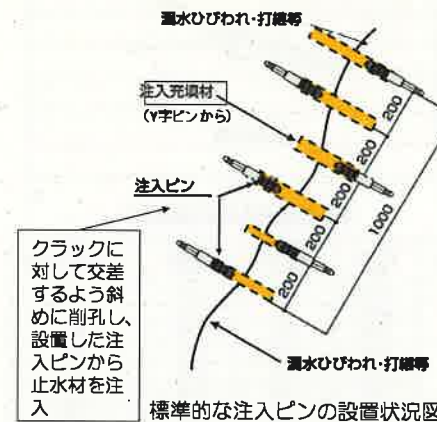 漏水ひびわれ・打継等
注入充填材
(Y字ピンから)
注入ピン
200
200
200
200
200
1000
クラックに
対して交差
するよう斜
めに削孔し、
設置した注
入ピンから
止水材を注
入
漏水ひびわれ・打継等
標準的な注入ピンの設置状況図